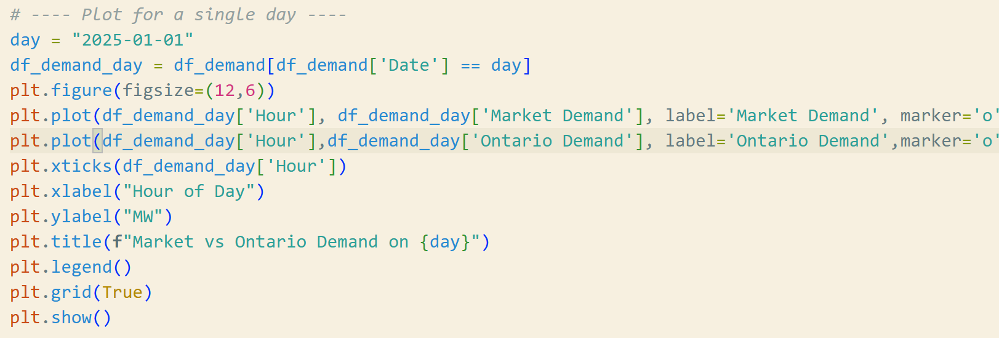 # ---- Plot for a single day ----
day = "2025-01-01"
df_demand_day = df_demand[df_demand['Date'] == day]
plt.figure(figsize=(12,6))
plt.plot(df_demand_day['Hour'], df_demand_day['Market Demand'], label='Market Demand', marker='o'
plt.plot(df_demand_day['Hour'],df_demand_day['Ontario Demand'], label='Ontario Demand',marker='o'
plt.xticks(df_demand_day['Hour'])
plt.xlabel("Hour of Day")
plt.ylabel("MW")
plt.title(f"Market vs Ontario Demand on {day}")
plt.legend()
plt.grid(True)
plt.show()